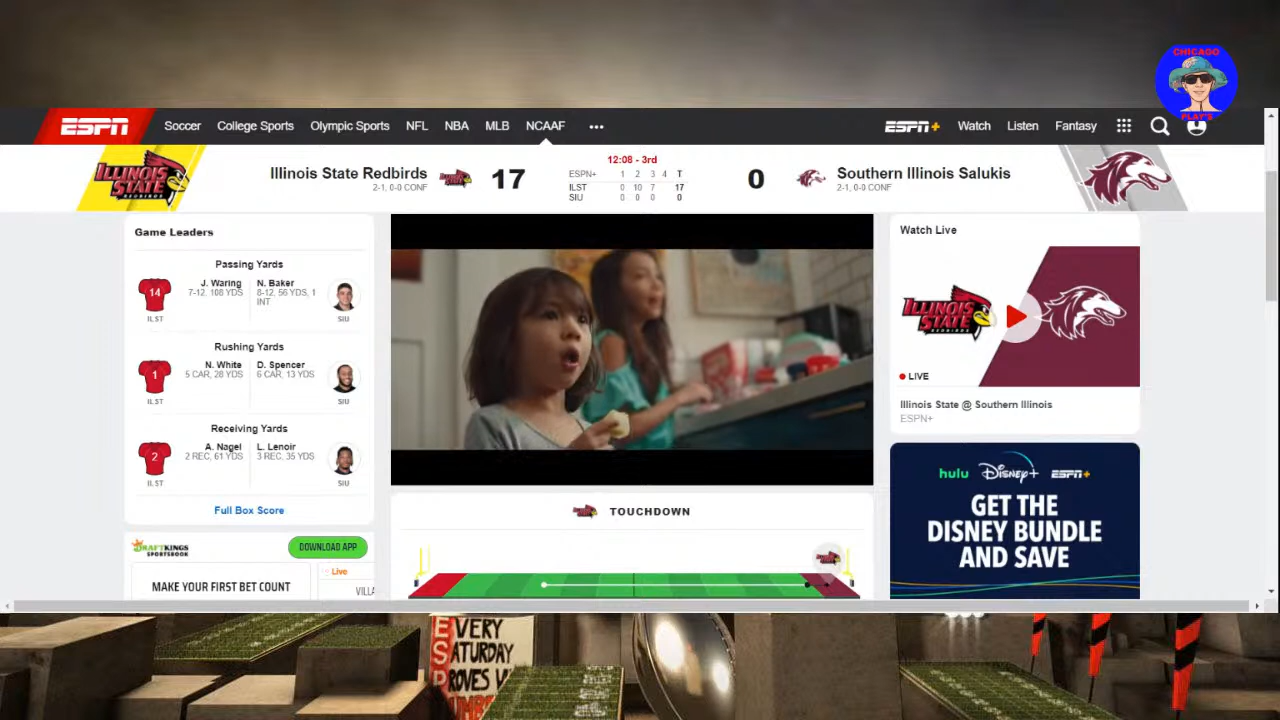 CHICAGO
PLAY'S
ESPN
Soccer College Sports Olympic Sports NFL NBA MLB NCAAF •••
ESPN+ Watch Listen Fantasy
ILLINOIS STATE
REDBIRDS
Illinois State Redbirds
2-1, 0-0 CONF
17
12:08 - 3rd
ESPN+ 1 2 3 4 T
ILST 0 10 7 17
SIU 0 0 0 0
0
Southern Illinois Salukis
2-1, 0-0 CONF
Game Leaders
Passing Yards
14
ILST
J. Waring
7-12, 108 YDS
N. Baker
8-12, 56 YDS, 1
INT
SIU
Rushing Yards
1
ILST
N. White
5 CAR, 28 YDS
D. Spencer
6 CAR, 13 YDS
SIU
Receiving Yards
2
ILST
A. Nagel
2 REC, 61 YDS
L. Lenoir
3 REC, 35 YDS
SIU
Full Box Score
DRAFTKINGS
SPORTSBOOK
DOWNLOAD APP
MAKE YOUR FIRST BET COUNT
Live
VILLA
TOUCHDOWN
Watch Live
ILLINOIS STATE
LIVE
Illinois State @ Southern Illinois
ESPN+
hulu Disney+ ESPN+
GET THE
DISNEY BUNDLE
AND SAVE
EVERY
SATURDAY
PROVES